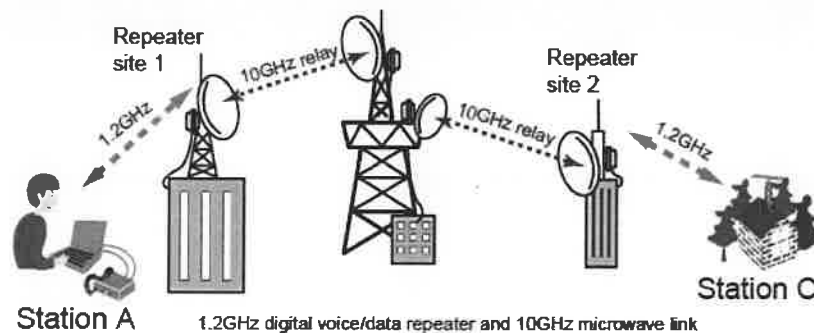 Repeater
site 1
10GHz relay
1.2GHz
Repeater
site 2
10GHz relay
1.2GHz
Station A
Station C
1.2GHz digital voice/data repeater and 10GHz microwave link